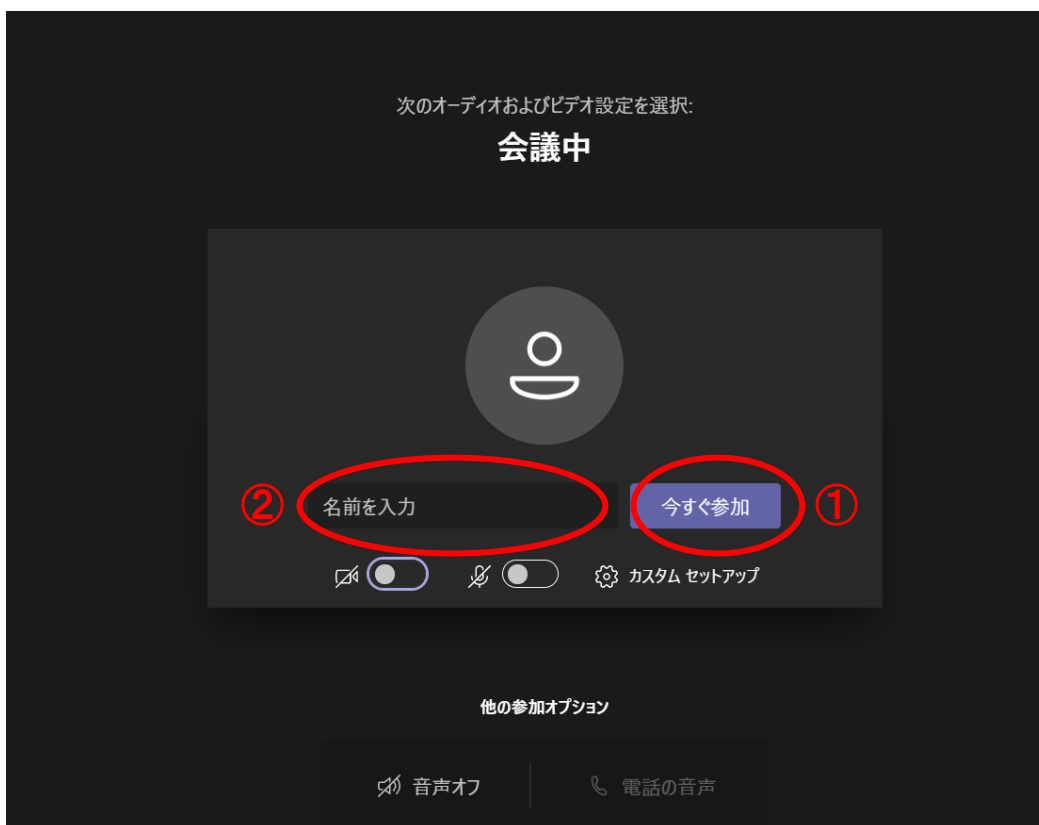 次のオーディオおよびビデオ設定を選択:
会議中
② 名前を入力 今すぐ参加 ①
カスタム セットアップ
他の参加オプション
音声オフ 電話の音声